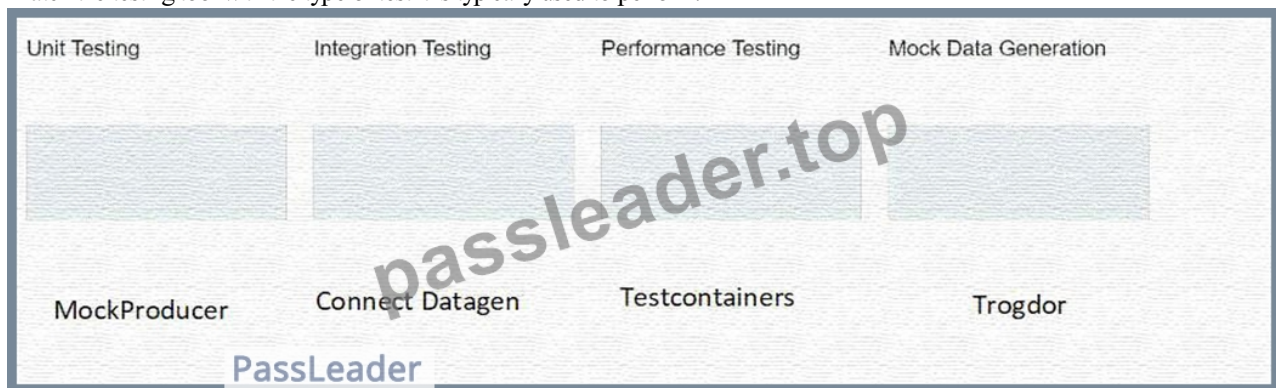 Unit Testing
Integration Testing
Performance Testing
Mock Data Generation
passleader.top
MockProducer
Connect Datagen
Testcontainers
Trogdor
PassLeader